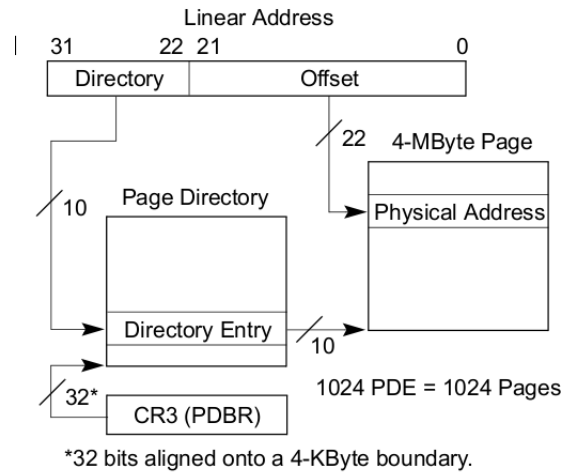 Linear Address
31 22 21 0
Directory Offset
22
4-MByte Page
10
Page Directory
Physical Address
Directory Entry
10
32*
CR3 (PDBR)
1024 PDE = 1024 Pages
*32 bits aligned onto a 4-KByte boundary.